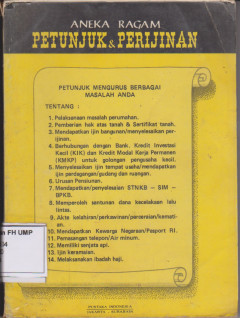 ANEKA RAGAM
PETUNJUK & PERIJINAN
PETUNJUK MENGURUS BERBAGAI
MASALAH ANDA
TENTANG :
1. Pelaksanaan masalah perumahan.
2. Pemberian hak atas tanah & Sertifikat tanah.
3. Mendapatkan ijin bangunan/menyelesaikan per-
ijinan.
4. Berhubungan dengan Bank, Kredit Investasi
Kecil (KIK) dan Kredit Modal Kerja Permanen
(KMKP) untuk golongan pengusaha kecil.
5. Menyelesaikan ijin tempat usaha/mendapatkan
ijin perdagangan/gudang dan ruangan.
6. Urusan Pensiunan.
7. Mendapatkan/penyelesaian STNKB – SIM –
BPKB.
8. Memperoleh santunan dana kecelakaan lalu
lintas.
9. Akte kelahiran/perkawinan/perceraian/kemati-
an.
10. Mendapatkan Kewarga Negaraan/Pasport RI.
11. Pemasangan telepon/Air minum.
12. Memiliki senjata api.
13. Ijin keramaian.
14. Melaksanakan ibadah haji.
n FH UMP
04
PUSTAKA INDONESIA